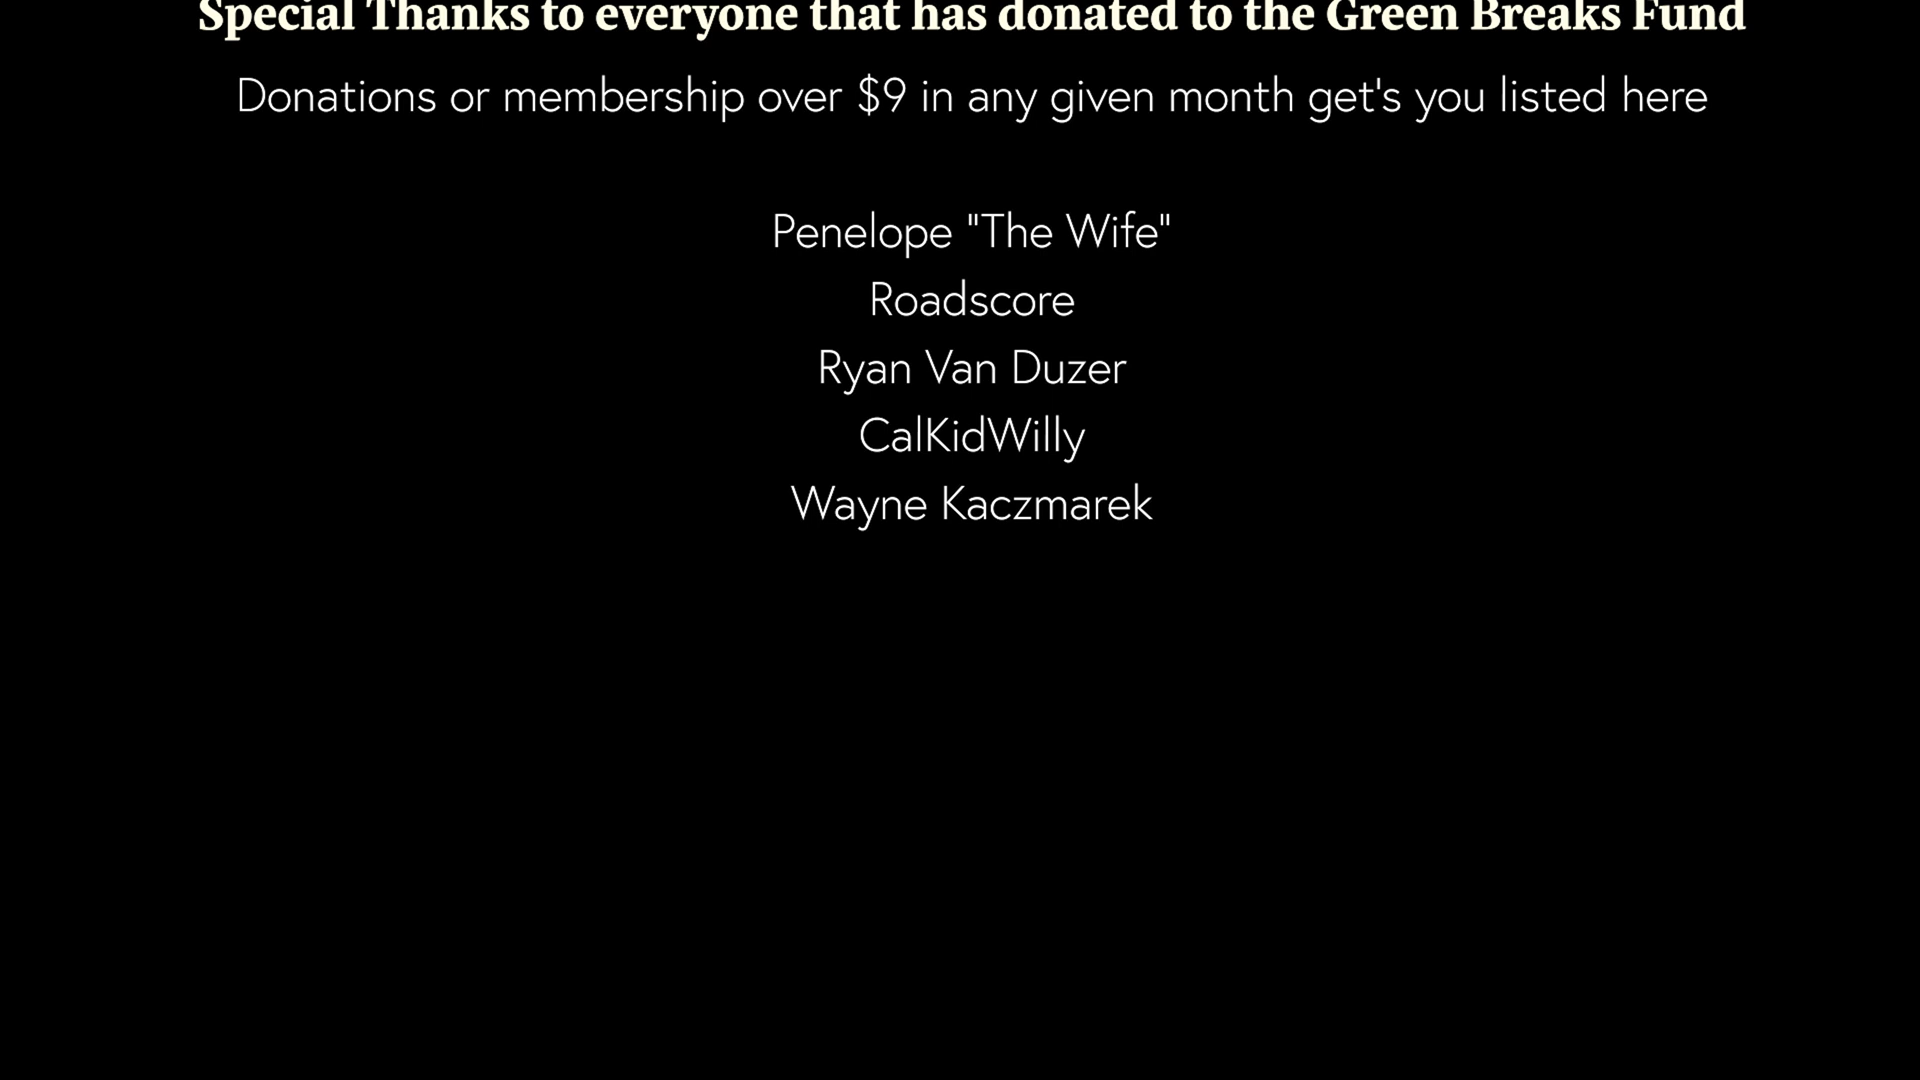 Special Thanks to everyone that has donated to the Green Breaks Fund
Donations or membership over $9 in any given month get's you listed here
Penelope "The Wife"
Roadscore
Ryan Van Duzer
CalKidWilly
Wayne Kaczmarek